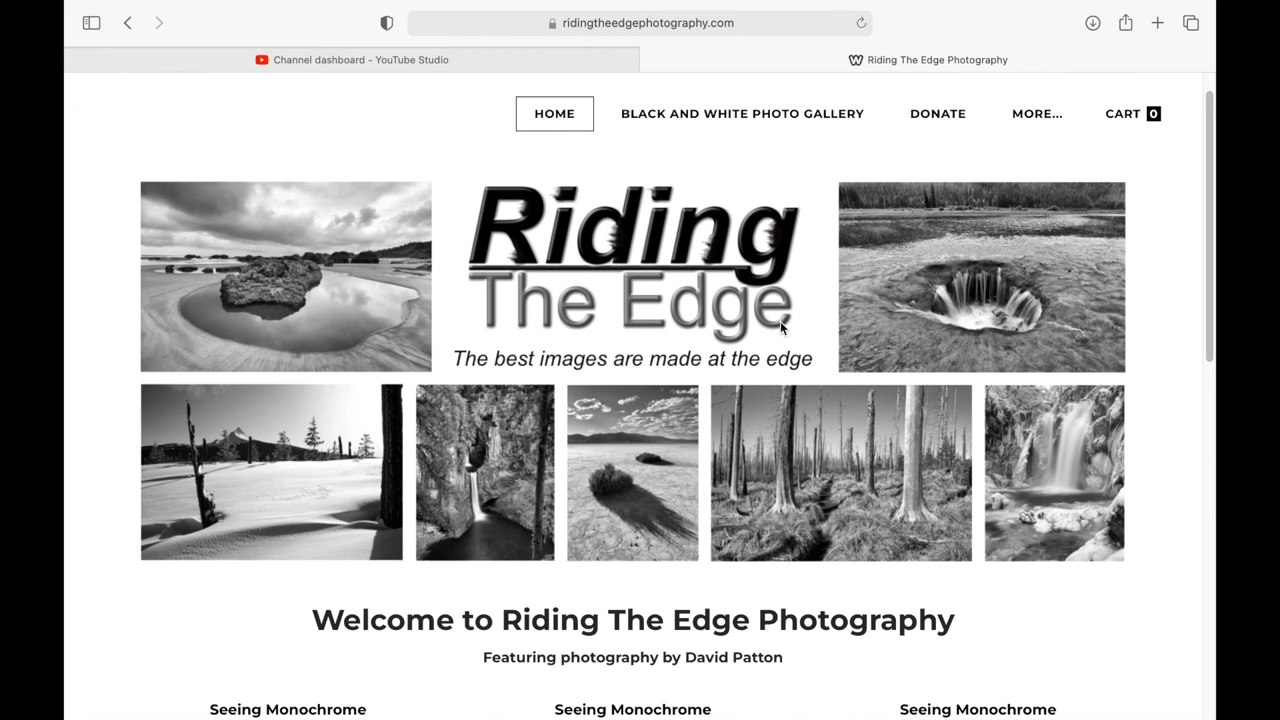 ridingtheedgephotography.com
Channel dashboard - YouTube Studio
Riding The Edge Photography
HOME
BLACK AND WHITE PHOTO GALLERY
DONATE
MORE...
CART 0
Riding
The Edge
The best images are made at the edge
Welcome to Riding The Edge Photography
Featuring photography by David Patton
Seeing Monochrome
Seeing Monochrome
Seeing Monochrome